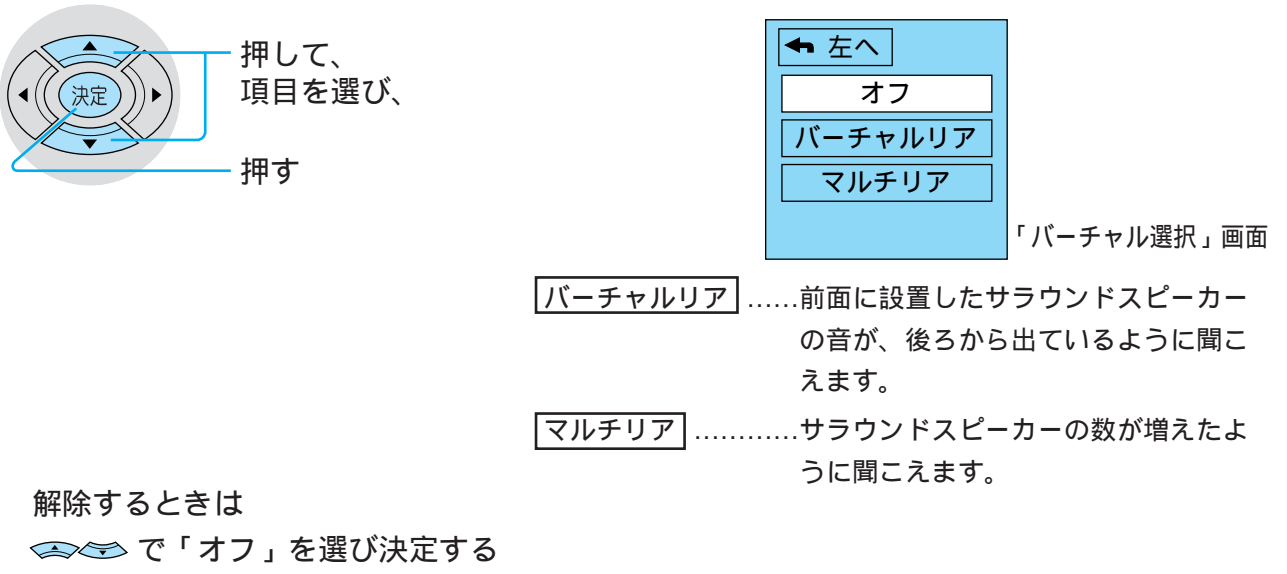 決定
押して、
項目を選び、
押す
左へ
オフ
バーチャルリア
マルチリア
「バーチャル選択」画面
バーチャルリア ……前面に設置したサラウンドスピーカー
の音が、後ろから出ているように聞こ
えます。
マルチリア …………サラウンドスピーカーの数が増えたよ
うに聞こえます。
解除するときは
で「オフ」を選び決定する